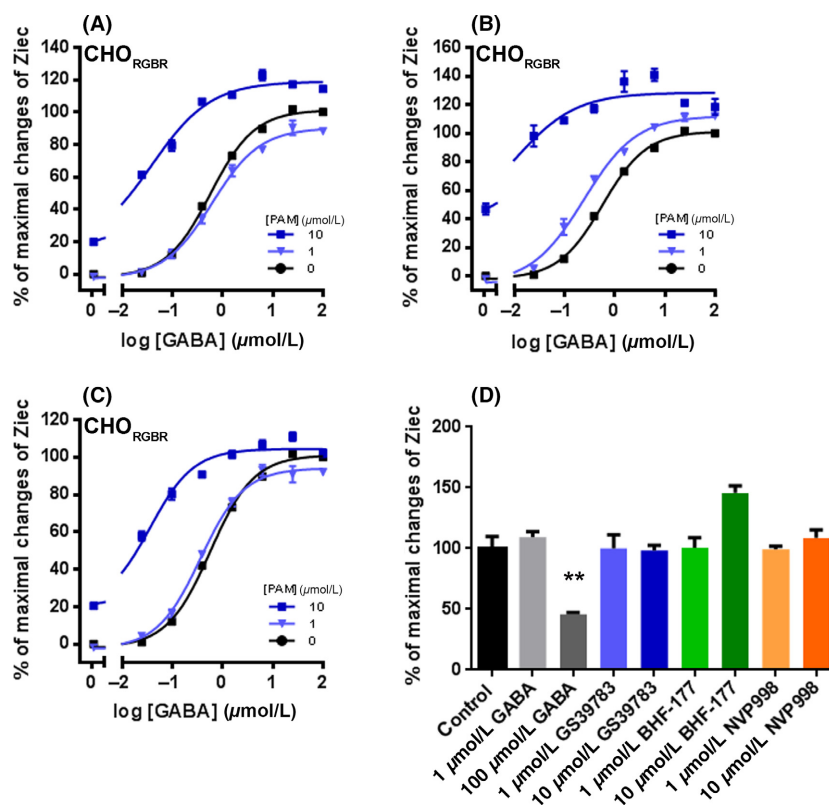 (A)
CHO RGBR
% of maximal changes of Ziec
140
120
100
80
60
40
20
0
[PAM] (µmol/L)
10
1
0
0 –2 –1 0 1 2
log [GABA] (µmol/L)
(B)
CHO RGBR
% of maximal changes of Ziec
160
140
120
100
80
60
40
20
0
[PAM] (µmol/L)
10
1
0
0 –2 –1 0 1 2
log [GABA] (µmol/L)
(C)
CHO RGBR
% of maximal changes of Ziec
120
100
80
60
40
20
0
[PAM] (µmol/L)
10
1
0
0 –2 –1 0 1 2
log [GABA] (µmol/L)
(D)
% of maximal changes of Ziec
200
150
100
50
0
**
Control
1 µmol/L GABA
100 µmol/L GABA
1 µmol/L GS39783
10 µmol/L GS39783
1 µmol/L BHF-177
10 µmol/L BHF-177
1 µmol/L NVP998
10 µmol/L NVP998